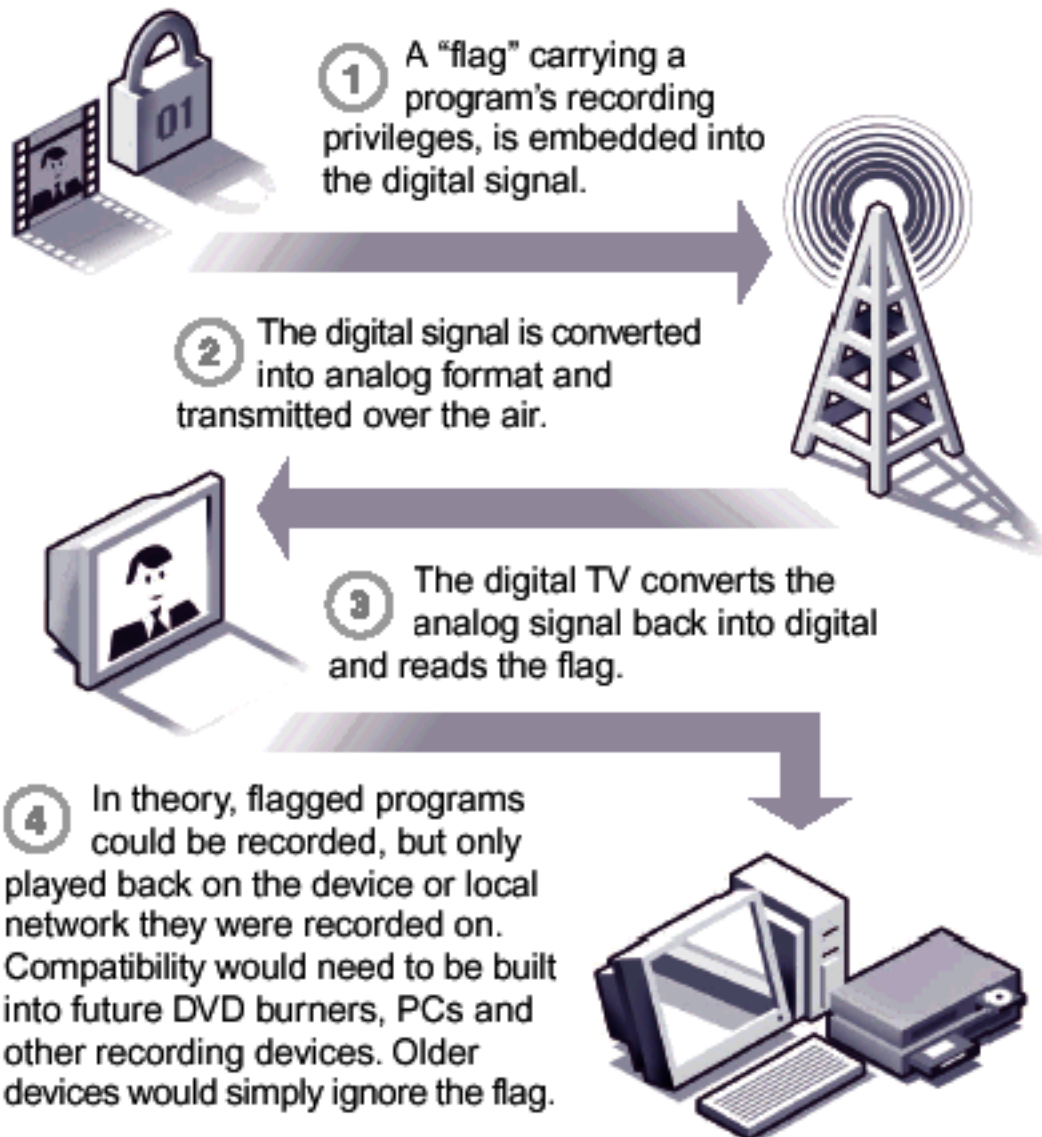 01
1 A “flag” carrying a
program’s recording
privileges, is embedded into
the digital signal.
2 The digital signal is converted
into analog format and
transmitted over the air.
3 The digital TV converts the
analog signal back into digital
and reads the flag.
4 In theory, flagged programs
could be recorded, but only
played back on the device or local
network they were recorded on.
Compatibility would need to be built
into future DVD burners, PCs and
other recording devices. Older
devices would simply ignore the flag.